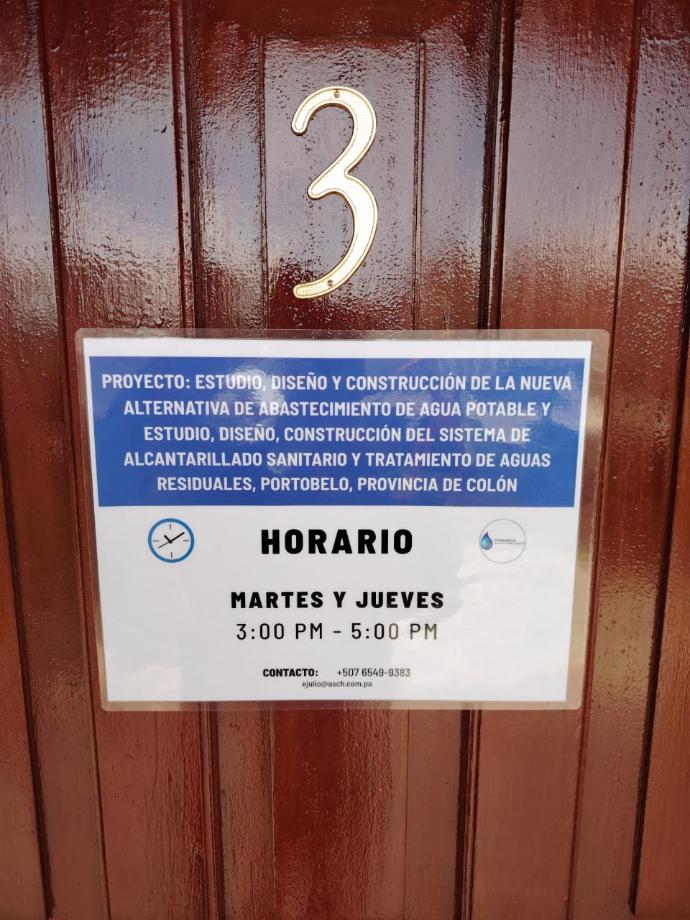 3
PROYECTO: ESTUDIO, DISEÑO Y CONSTRUCCIÓN DE LA NUEVA
ALTERNATIVA DE ABASTECIMIENTO DE AGUA POTABLE Y
ESTUDIO, DISEÑO, CONSTRUCCIÓN DEL SISTEMA DE
ALCANTARILLADO SANITARIO Y TRATAMIENTO DE AGUAS
RESIDUALES, PORTOBELO, PROVINCIA DE COLÓN
HORARIO
MARTES Y JUEVES
3:00 PM - 5:00 PM
CONTACTO: +507 6549-9383
ejulio@asch.com.pa